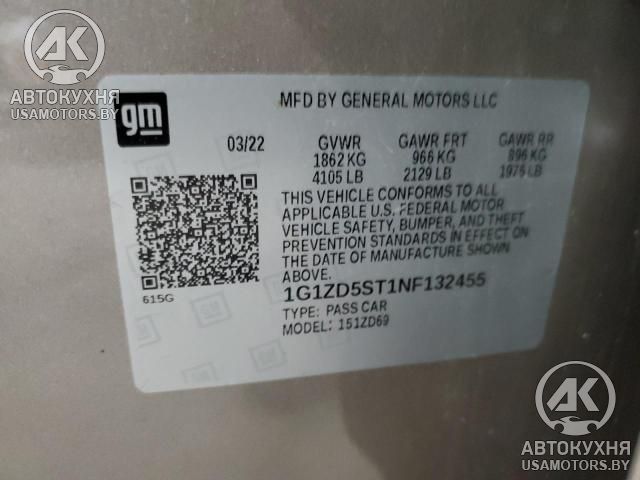 AK
АВТОКУХНЯ
USAMOTORS.BY
gm
MFD BY GENERAL MOTORS LLC
03/22
GVWR GAWR FRT GAWR RR
1862 KG 966 KG 896 KG
4105 LB 2129 LB 1976 LB
THIS VEHICLE CONFORMS TO ALL
APPLICABLE U.S. FEDERAL MOTOR
VEHICLE SAFETY, BUMPER, AND THEFT
PREVENTION STANDARDS IN EFFECT ON
THE DATE OF MANUFACTURE SHOWN
ABOVE.
615G
1G1ZD5ST1NF132455
TYPE: PASS CAR
MODEL: 1S1ZD69
AK
АВТОКУХНЯ
USAMOTORS.BY